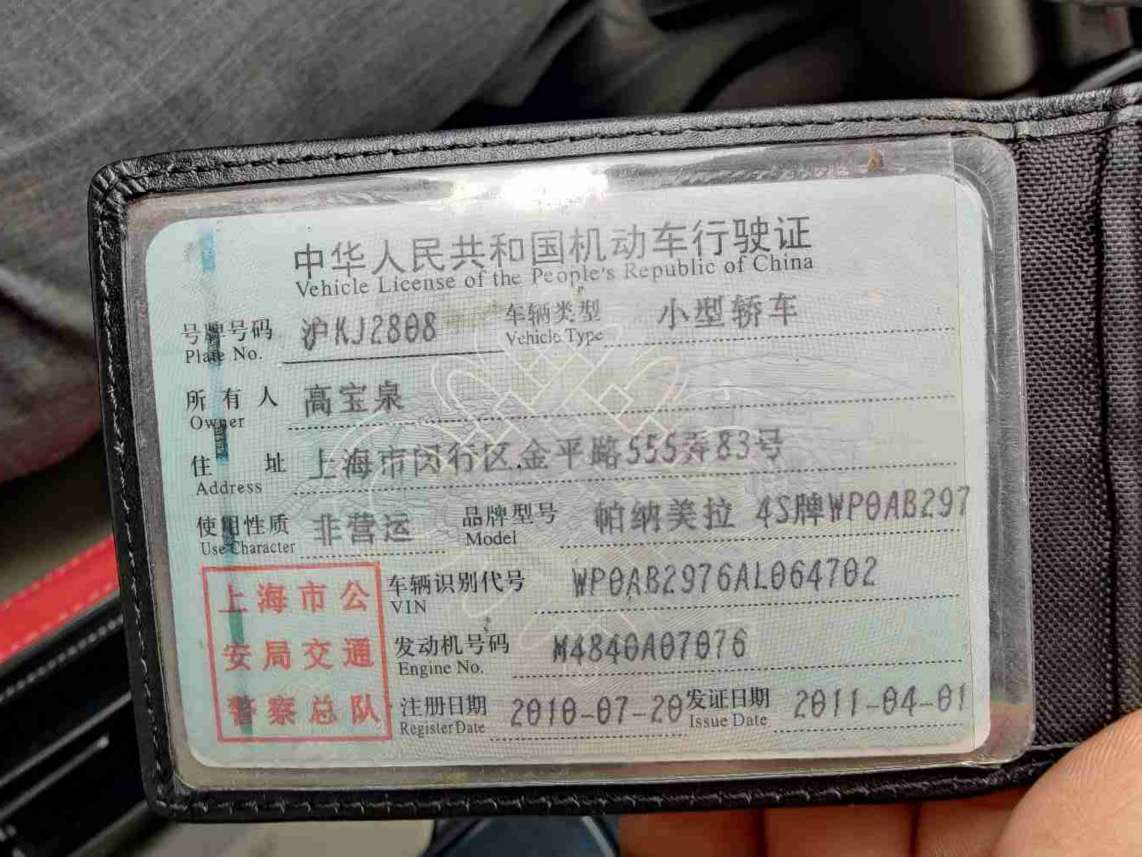 中华人民共和国机动车行驶证
Vehicle License of the People's Republic of China
号牌号码 沪KJ2808 车辆类型 小型轿车
Plate No. Vehicle Type
所有人 高宝泉
Owner
住址 上海市闵行区金平路555弄83号
Address
使用性质 非营运 品牌型号 帕纳美拉 4S牌WP0AB297
Use Character Model
上海市公 车辆识别代号 WP0AB2976AL064702
VIN
安局交通 发动机号码 M4840A07076
Engine No.
警察总队 注册日期 2010-07-20 发证日期 2011-04-01
Register Date Issue Date